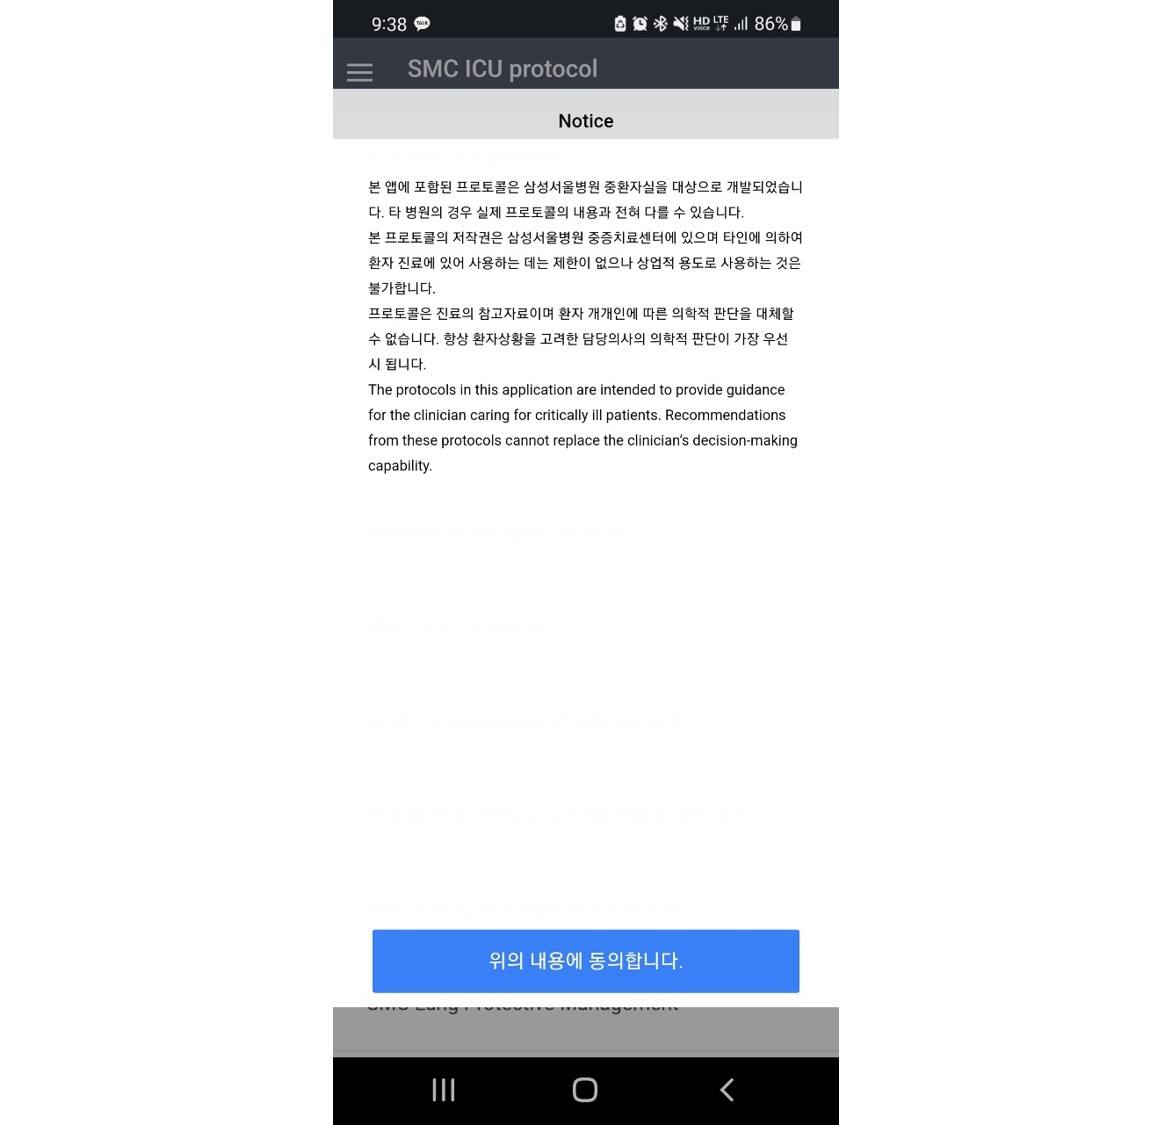 9:38 TALK HD voice LTE 86%
SMC ICU protocol
Notice
본 앱에 포함된 프로토콜은 삼성서울병원 중환자실을 대상으로 개발되었습니
다. 타 병원의 경우 실제 프로토콜의 내용과 전혀 다를 수 있습니다.
본 프로토콜의 저작권은 삼성서울병원 중증치료센터에 있으며 타인에 의하여
환자 진료에 있어 사용하는 데는 제한이 없으나 상업적 용도로 사용하는 것은
불가합니다.
프로토콜은 진료의 참고자료이며 환자 개개인에 따른 의학적 판단을 대체할
수 없습니다. 항상 환자상황을 고려한 담당의사의 의학적 판단이 가장 우선
시 됩니다.
The protocols in this application are intended to provide guidance
for the clinician caring for critically ill patients. Recommendations
from these protocols cannot replace the clinician's decision-making
capability.
위의 내용에 동의합니다.
SMC Lung Protective Management